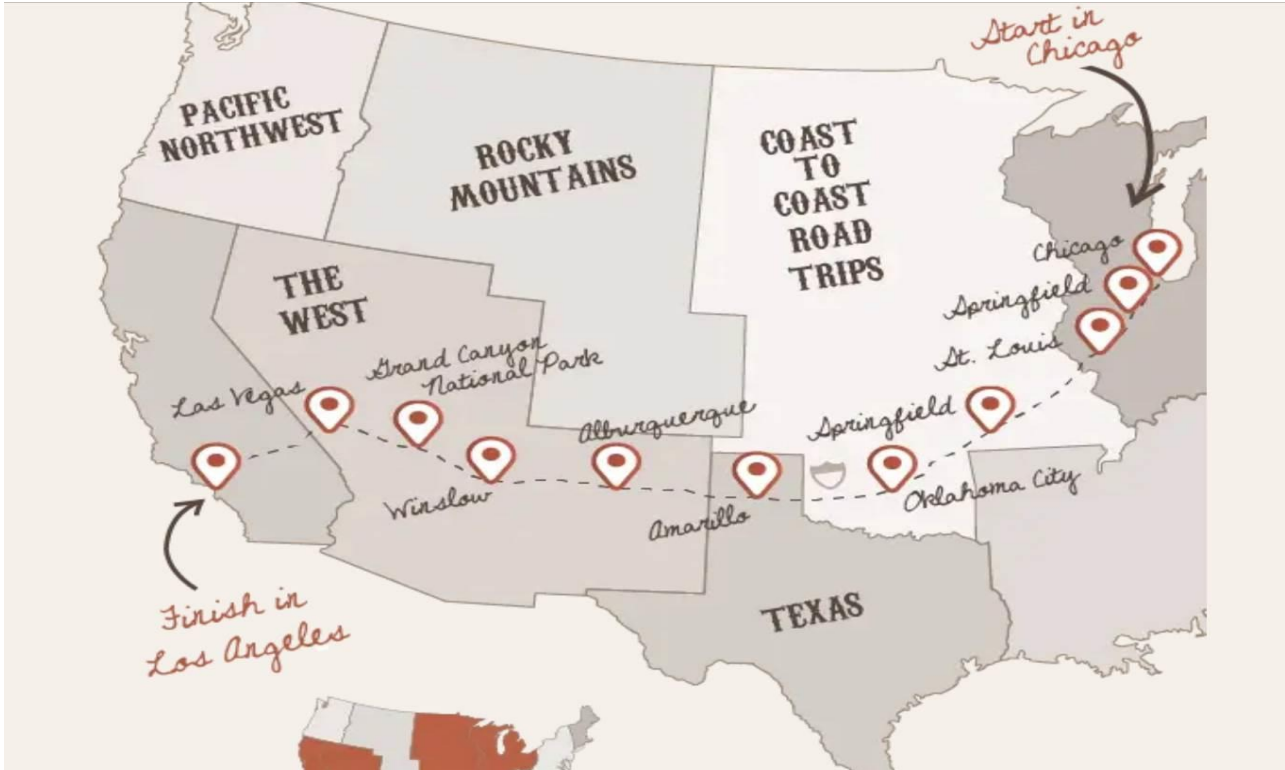 Start in
Chicago
PACIFIC
NORTHWEST
ROCKY
MOUNTAINS
COAST
TO
COAST
ROAD
TRIPS
Chicago
Springfield
St. Louis
THE
WEST
Grand Canyon
National Park
Las Vegas
Alburquerque
Springfield
Winslow
Oklahoma City
Amarillo
Finish in
Los Angeles
TEXAS